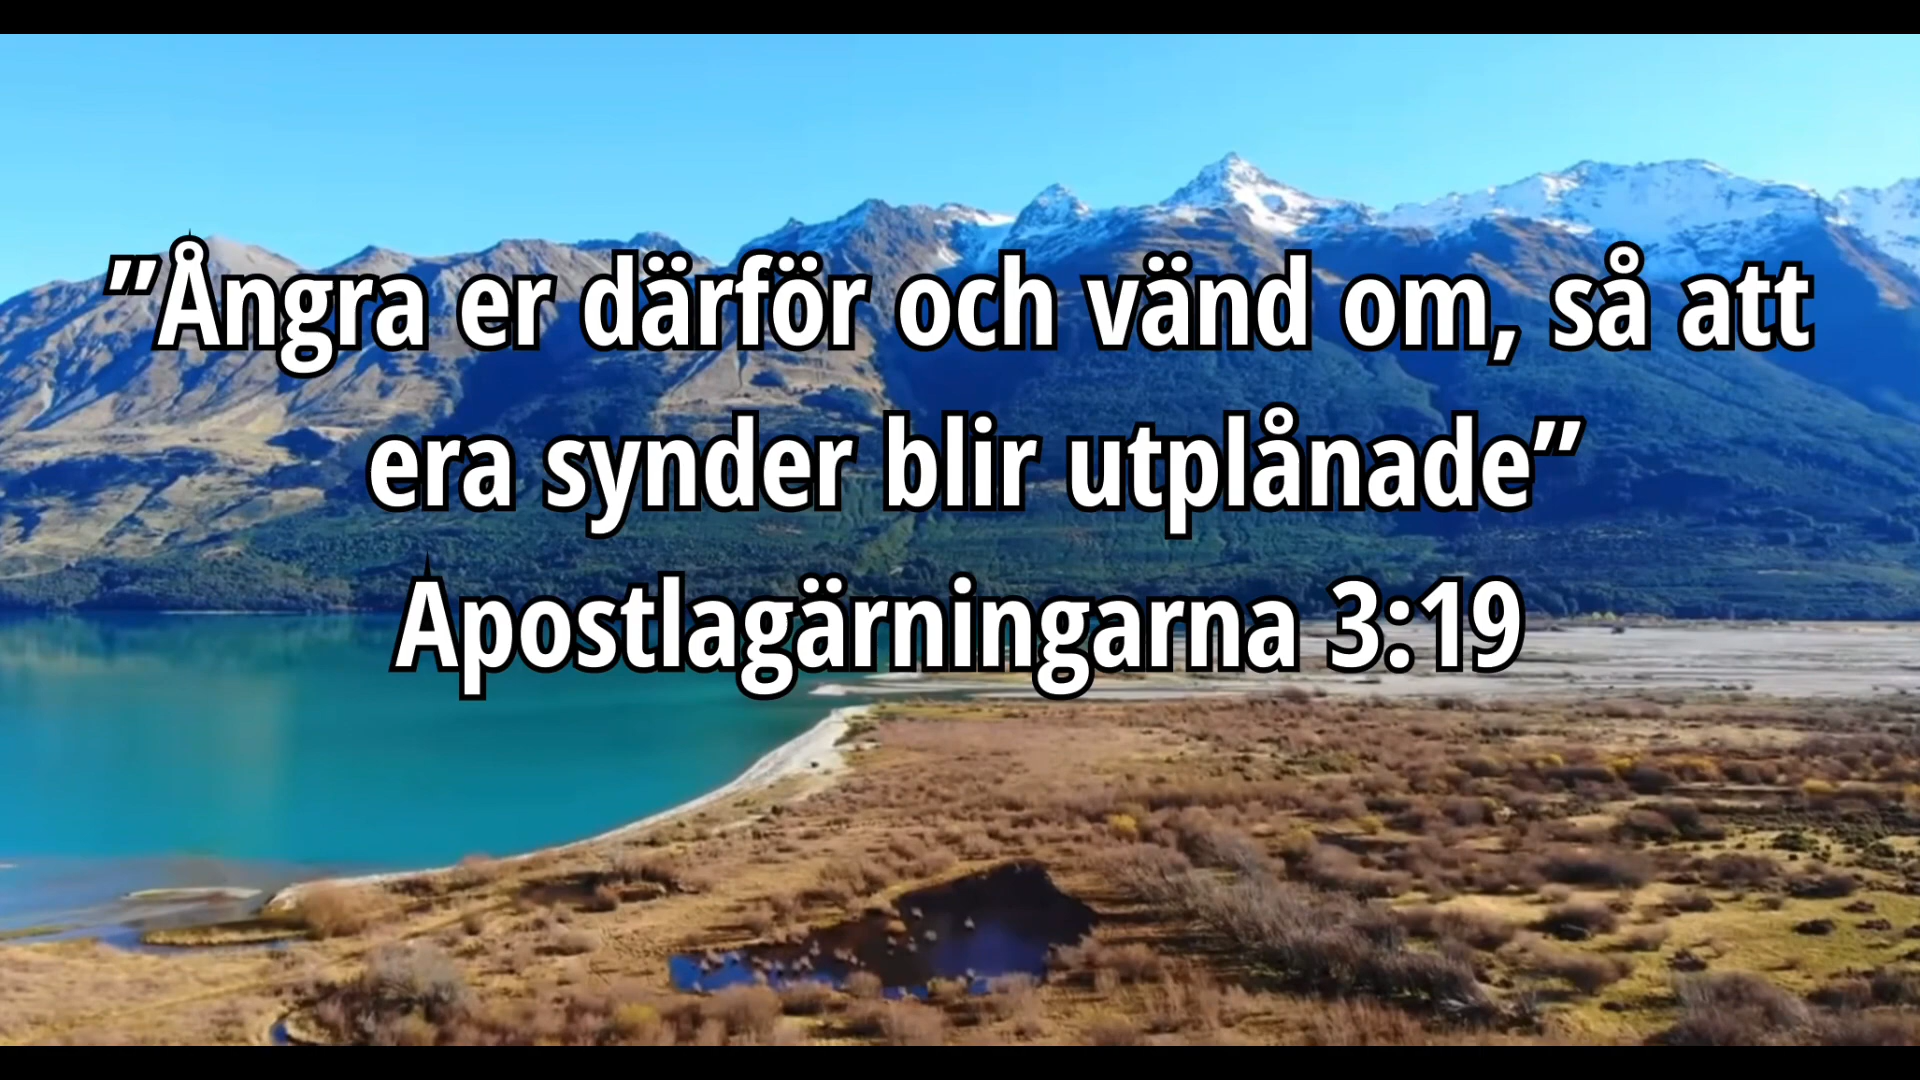 ”Ångra er därför och vänd om, så att
era synder blir utplånade”
Apostlagärningarna 3:19